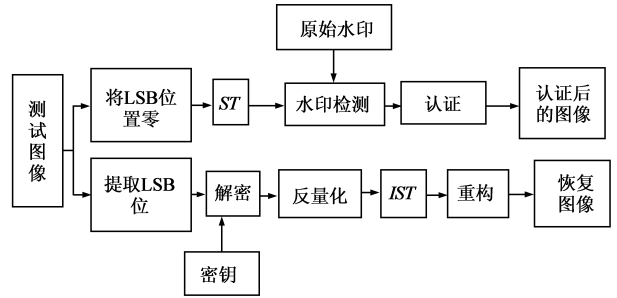 原始水印
测
试
图
像
将LSB位
置零
ST
水印检测
认证
认证后
的图像
提取LSB
位
解密
反量化
IST
重构
恢复
图像
密钥